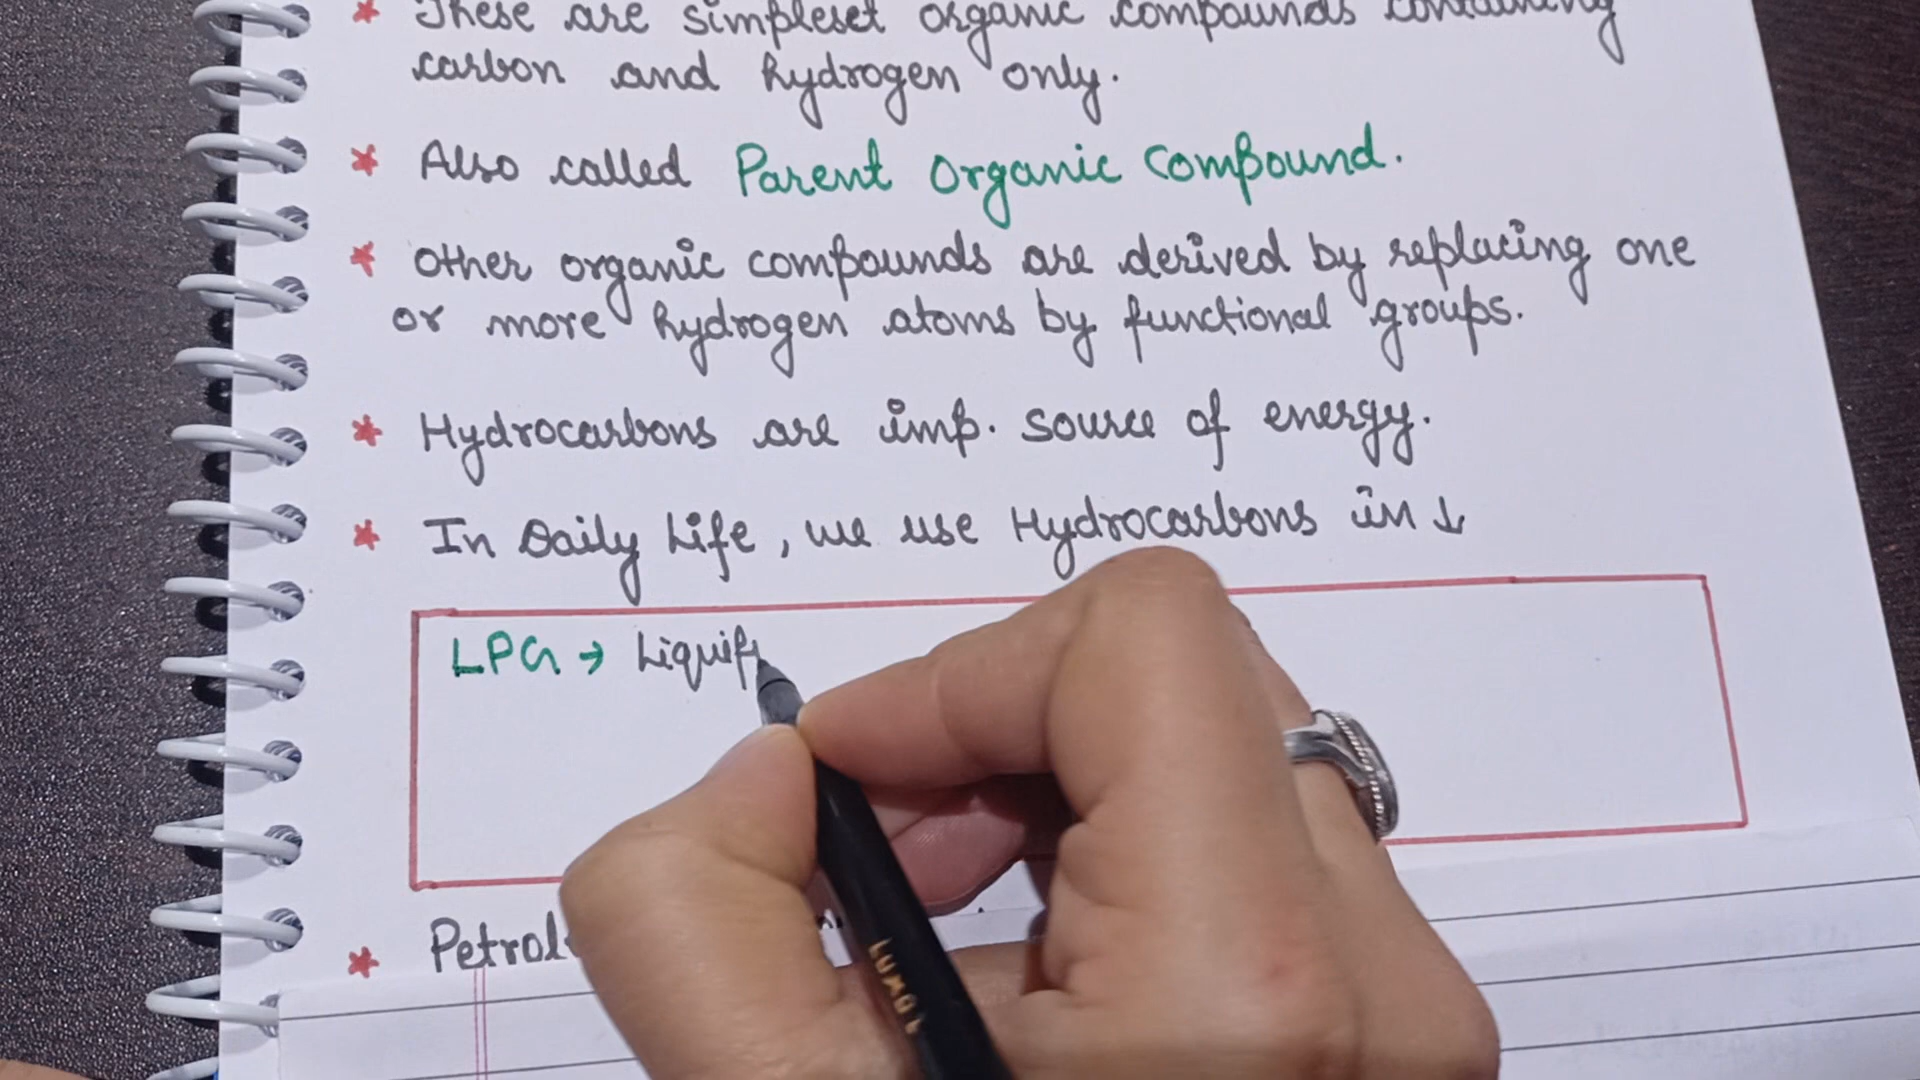 * These are simplest organic compounds containing
carbon and hydrogen only.
* Also called Parent Organic Compound.
* Other organic compounds are derived by replacing one
or more hydrogen atoms by functional groups.
* Hydrocarbons are imp. source of energy.
* In Daily Life, we use Hydrocarbons in ↓
LPG → Liquif
* Petrol
LUXOR